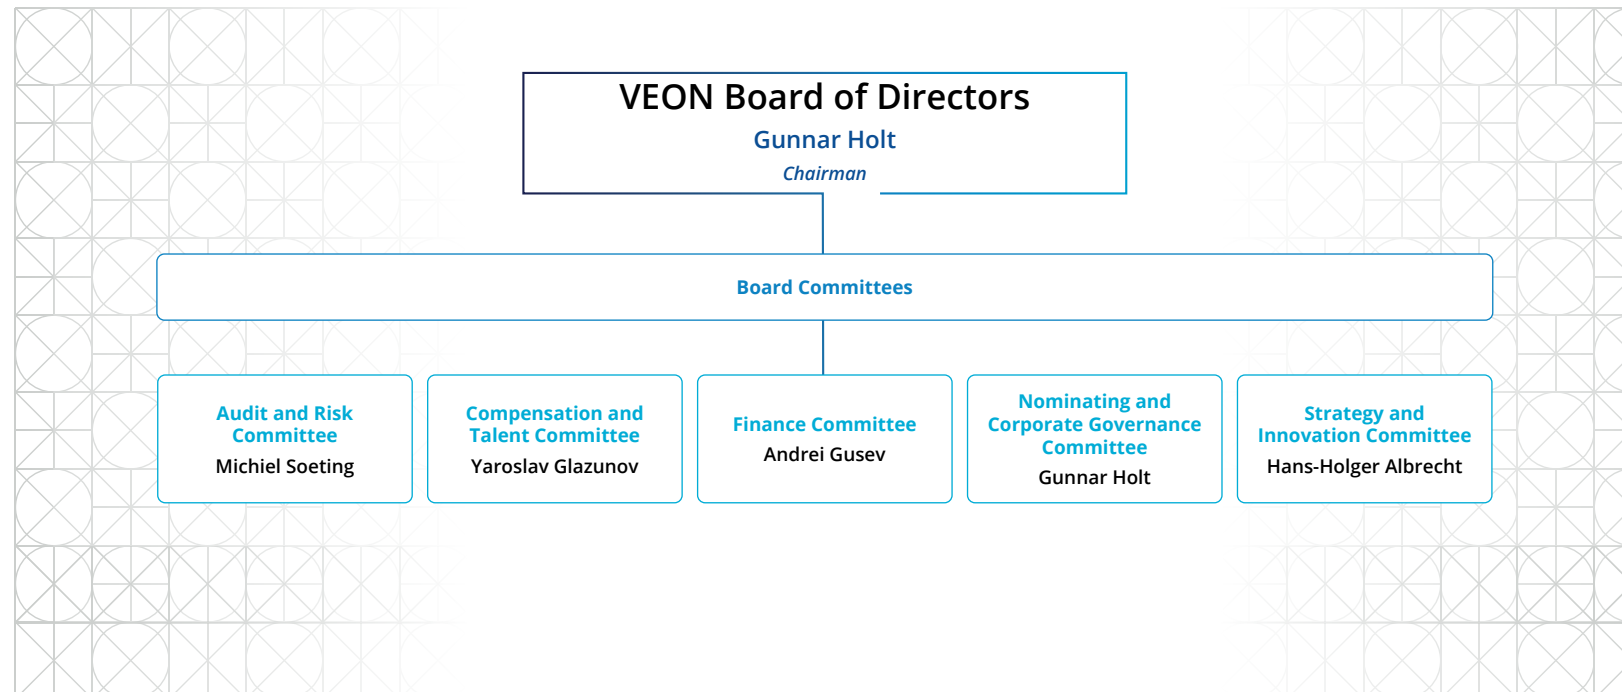 VEON Board of Directors
Gunnar Holt
Chairman
Board Committees
Audit and Risk
Committee
Michiel Soeting
Compensation and
Talent Committee
Yaroslav Glazunov
Finance Committee
Andrei Gusev
Nominating and
Corporate Governance
Committee
Gunnar Holt
Strategy and
Innovation Committee
Hans-Holger Albrecht